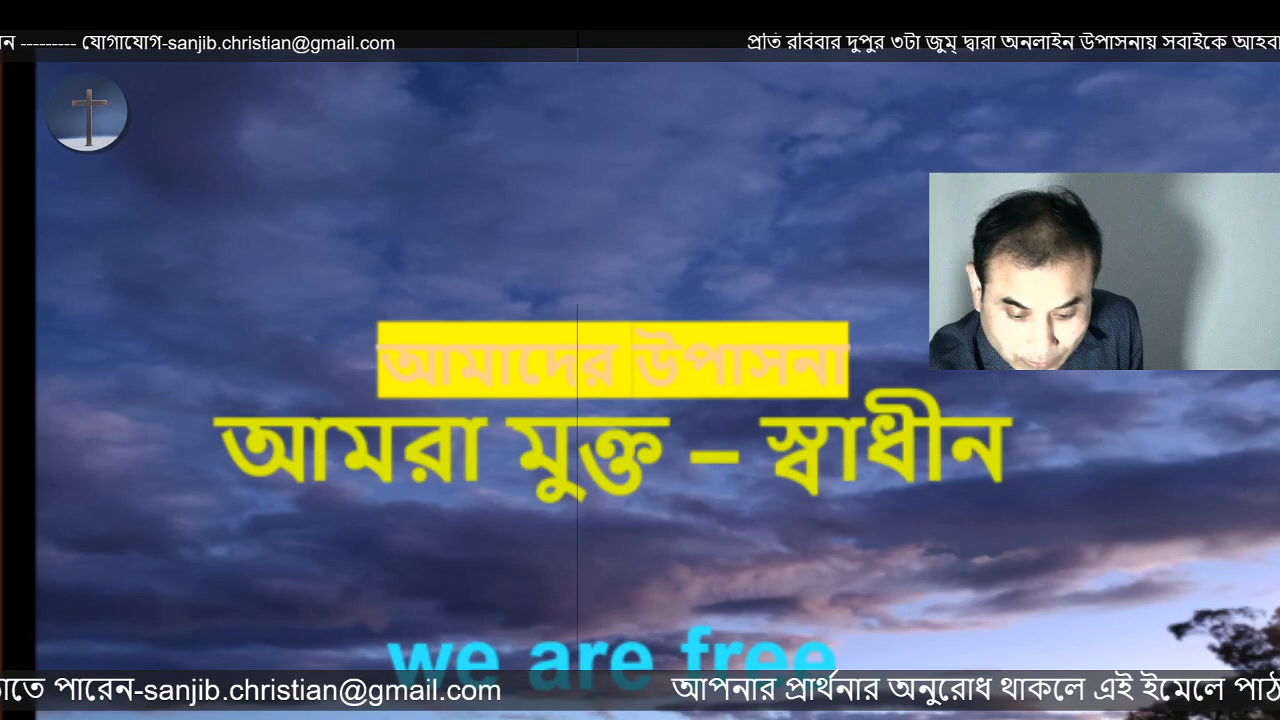 --------- যোগাযোগ-sanjib.christian@gmail.com প্রতি রবিবার দুপুর ৩টা জুম্ দ্বারা অনলাইন উপাসনায় সবাইকে
আমাদের উপাসনা
আমরা মুক্ত – স্বাধীন
we are free
পারেন-sanjib.christian@gmail.com আপনার প্রার্থনার অনুরোধ থাকলে এই ইমেলে